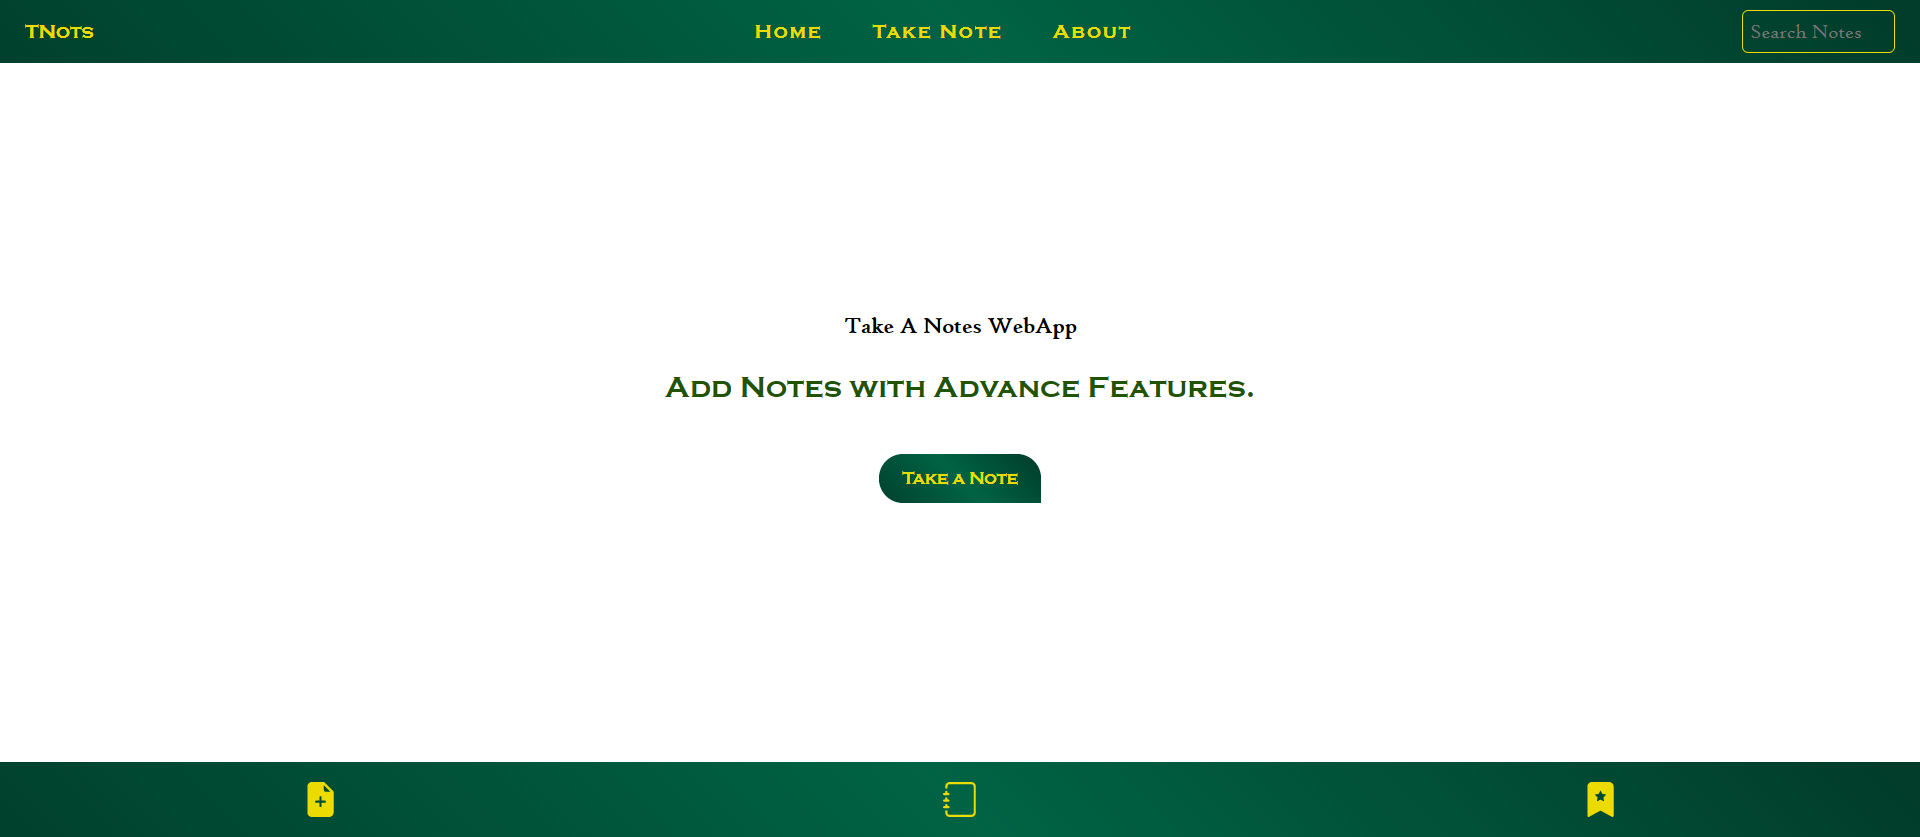 TNots
Home Take Note About
Search Notes
Take A Notes WebApp
Add Notes with Advance Features.
Take a Note